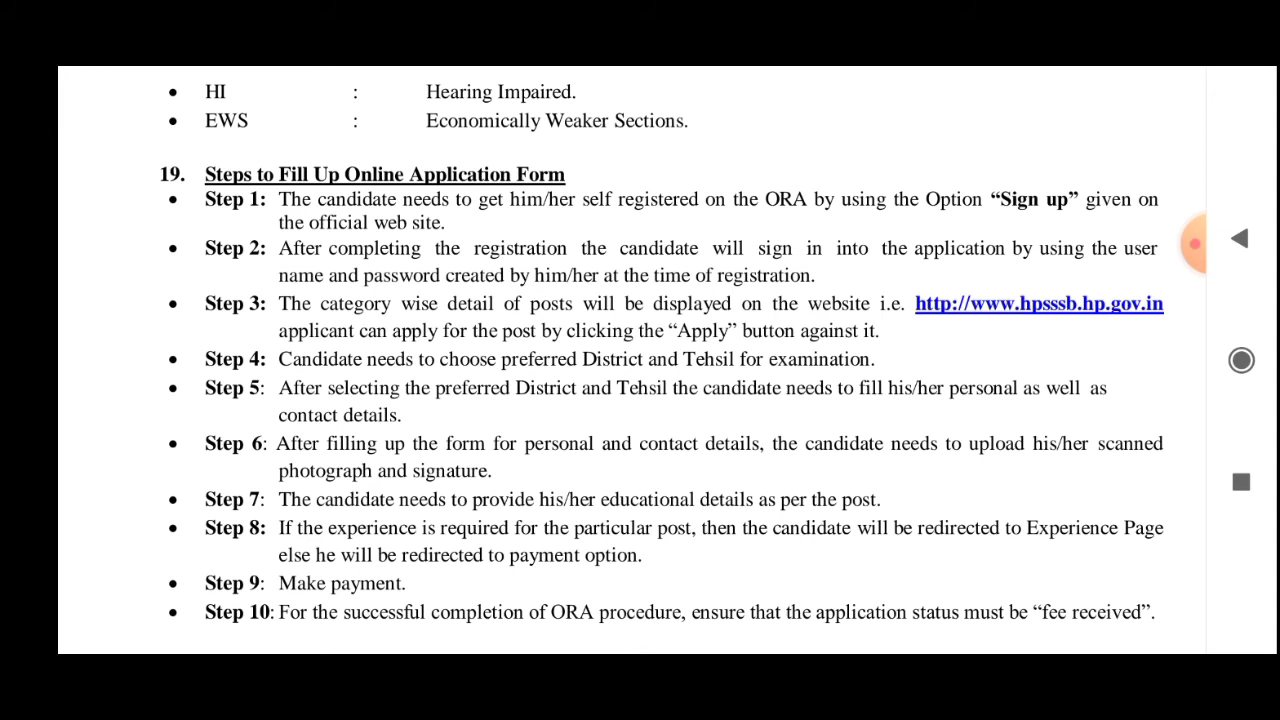 • HI : Hearing Impaired.
• EWS : Economically Weaker Sections.
19. Steps to Fill Up Online Application Form
• Step 1: The candidate needs to get him/her self registered on the ORA by using the Option “Sign up” given on
the official web site.
• Step 2: After completing the registration the candidate will sign in into the application by using the user
name and password created by him/her at the time of registration.
• Step 3: The category wise detail of posts will be displayed on the website i.e. http://www.hpsssb.hp.gov.in
applicant can apply for the post by clicking the “Apply” button against it.
• Step 4: Candidate needs to choose preferred District and Tehsil for examination.
• Step 5: After selecting the preferred District and Tehsil the candidate needs to fill his/her personal as well as
contact details.
• Step 6: After filling up the form for personal and contact details, the candidate needs to upload his/her scanned
photograph and signature.
• Step 7: The candidate needs to provide his/her educational details as per the post.
• Step 8: If the experience is required for the particular post, then the candidate will be redirected to Experience Page
else he will be redirected to payment option.
• Step 9: Make payment.
• Step 10: For the successful completion of ORA procedure, ensure that the application status must be “fee received”.